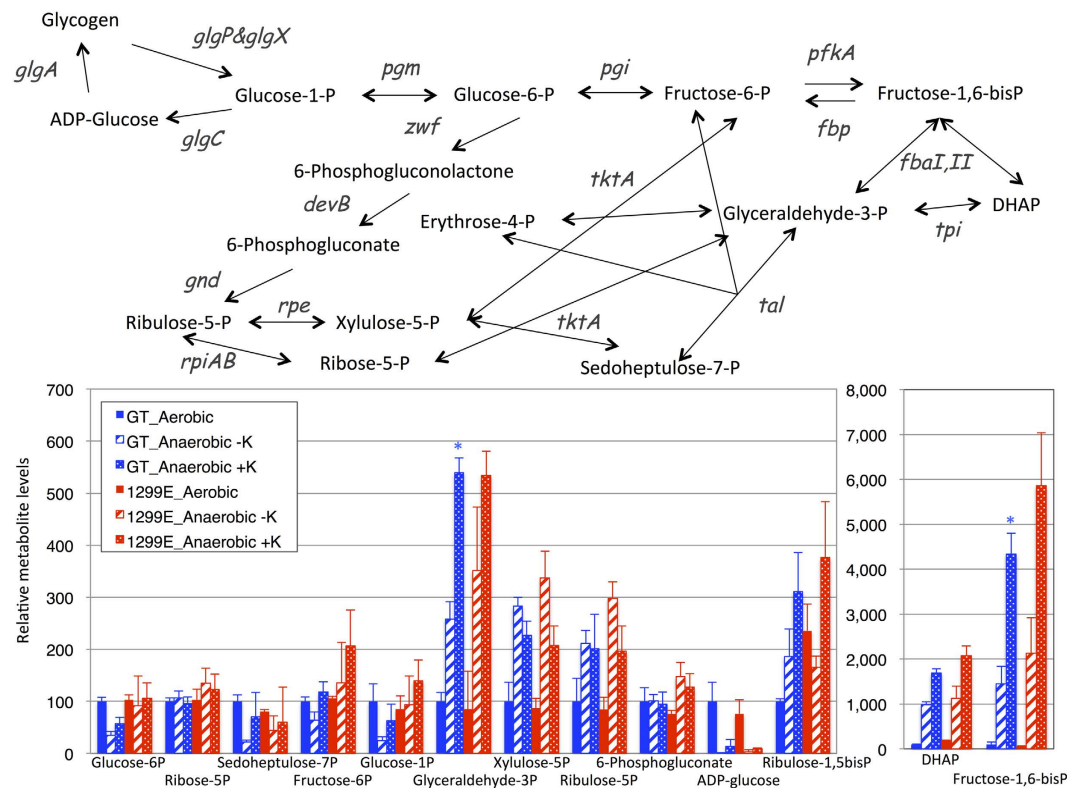 Glycogen
glgP&glgX
glgA
pgm
pgi
pfkA
Glucose-1-P
Glucose-6-P
Fructose-6-P
Fructose-1,6-bisP
ADP-Glucose
glgC
zwf
fbp
6-Phosphogluconolactone
tktA
fbaI,II
devB
Erythrose-4-P
Glyceraldehyde-3-P
DHAP
tpi
6-Phosphogluconate
gnd
rpe
tal
Ribulose-5-P
Xylulose-5-P
tktA
rpiAB
Ribose-5-P
Sedoheptulose-7-P
Relative metabolite levels
700
600
500
400
300
200
100
0
GT_Aerobic
GT_Anaerobic -K
GT_Anaerobic +K
1299E_Aerobic
1299E_Anaerobic -K
1299E_Anaerobic +K
*
8,000
7,000
6,000
5,000
4,000
3,000
2,000
1,000
0
*
Glucose-6P
Ribose-5P
Sedoheptulose-7P
Fructose-6P
Glucose-1P
Glyceraldehyde-3P
Xylulose-5P
Ribulose-5P
6-Phosphogluconate
ADP-glucose
Ribulose-1,5bisP
DHAP
Fructose-1,6-bisP